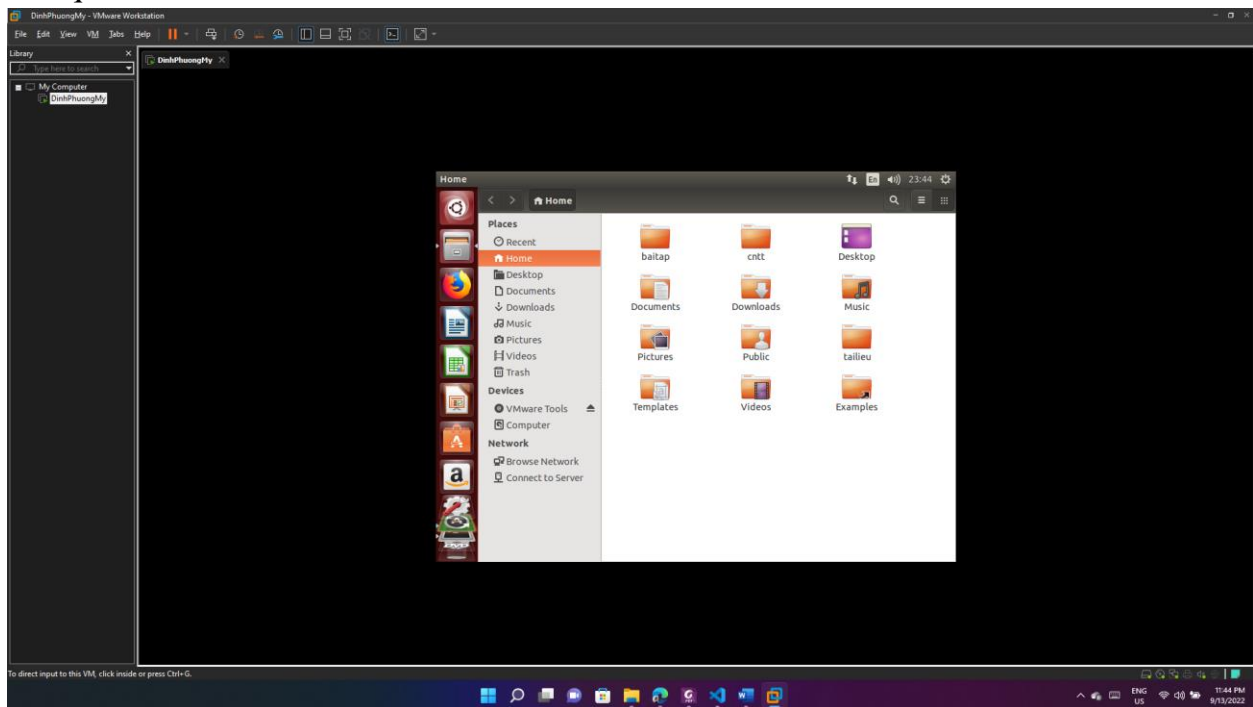 DinhPhuongMy - VMware Workstation
File Edit View VM Tabs Help
Library
Type here to search
My Computer
DinhPhuongMy
DinhPhuongMy
Home
En 23:44
Home
Places
Recent
Home
Desktop
Documents
Downloads
Music
Pictures
Videos
Trash
Devices
VMware Tools
Computer
Network
Browse Network
Connect to Server
baitap cntt Desktop
Documents Downloads Music
Pictures Public tailieu
Templates Videos Examples
To direct input to this VM, click inside or press Ctrl+G.
ENG
US
11:44 PM
9/13/2022